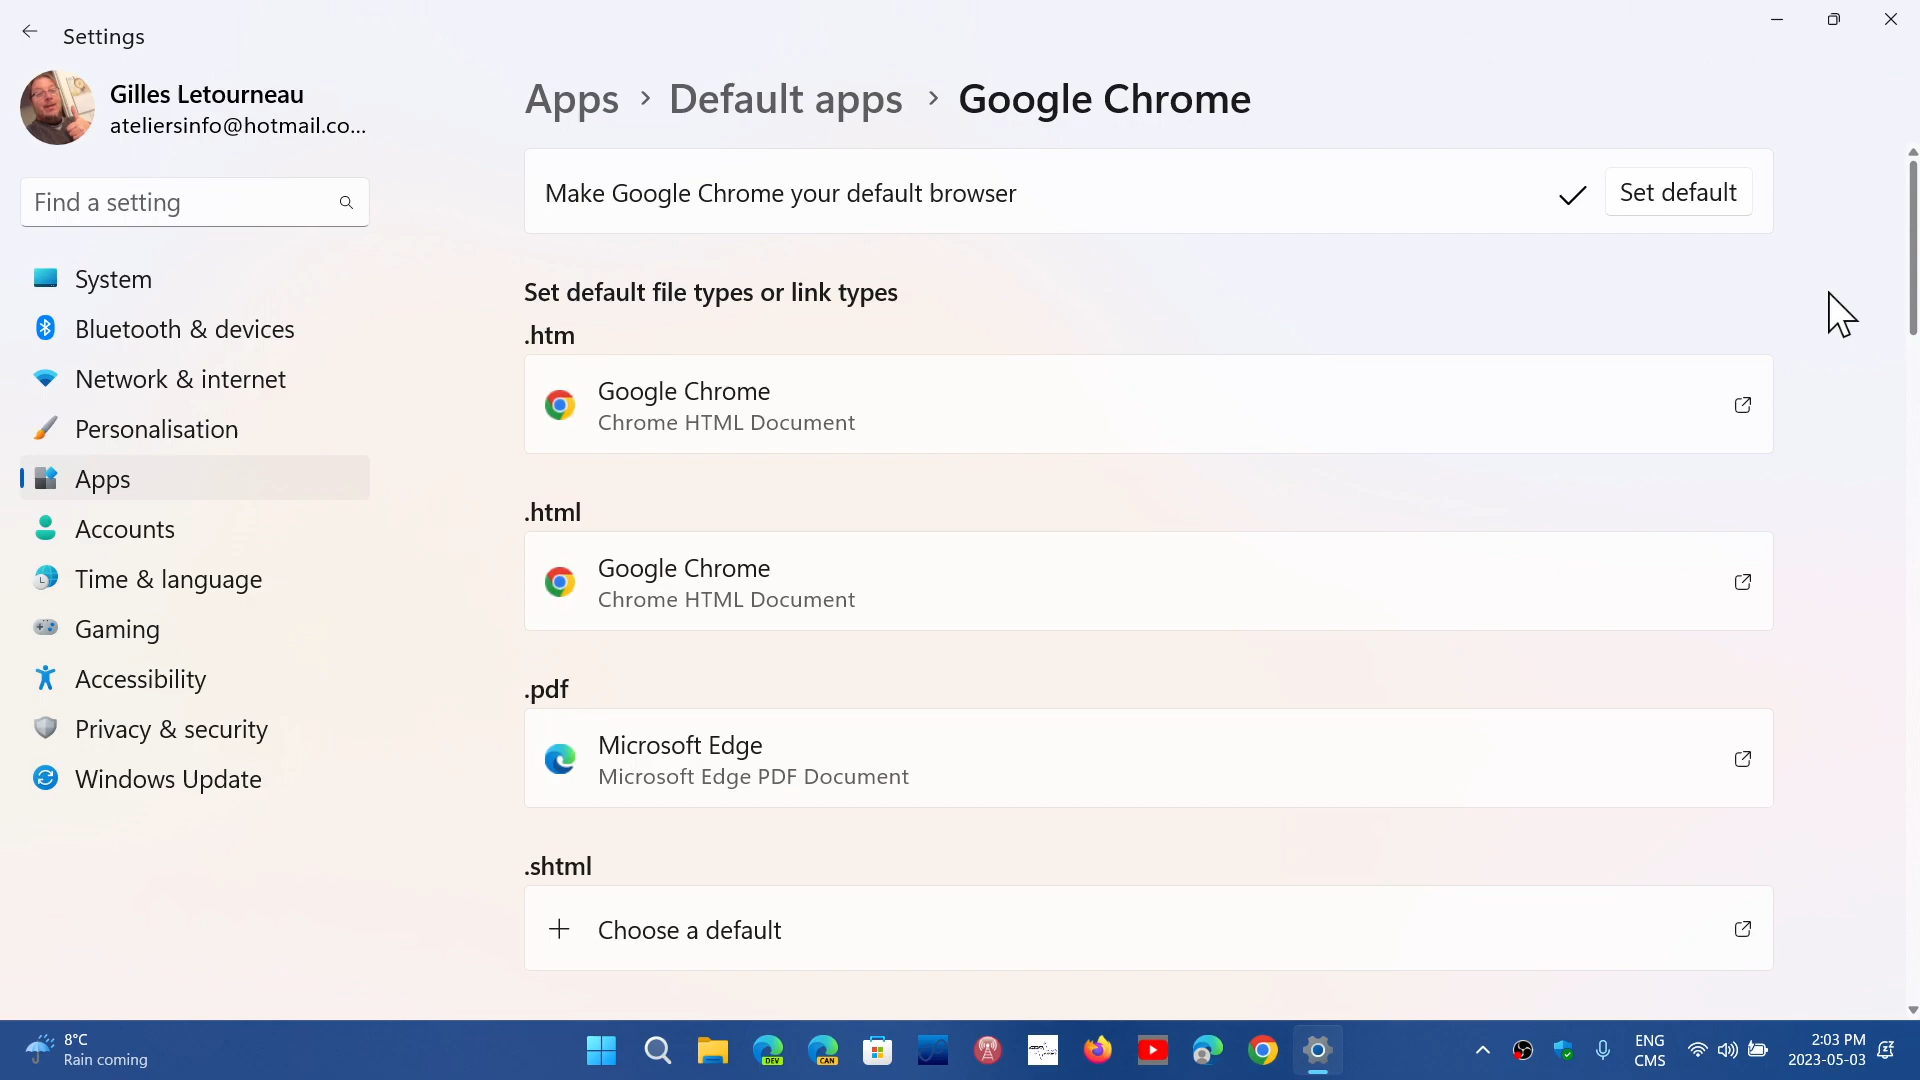 Settings
Gilles Letourneau
ateliersinfo@hotmail.co...
Find a setting
System
Bluetooth & devices
Network & internet
Personalisation
Apps
Accounts
Time & language
Gaming
Accessibility
Privacy & security
Windows Update
Apps > Default apps > Google Chrome
Make Google Chrome your default browser
Set default
Set default file types or link types
.htm
Google Chrome
Chrome HTML Document
.html
Google Chrome
Chrome HTML Document
.pdf
Microsoft Edge
Microsoft Edge PDF Document
.shtml
Choose a default
8°C
Rain coming
DEV
CAN
ENG
CMS
2:03 PM
2023-05-03